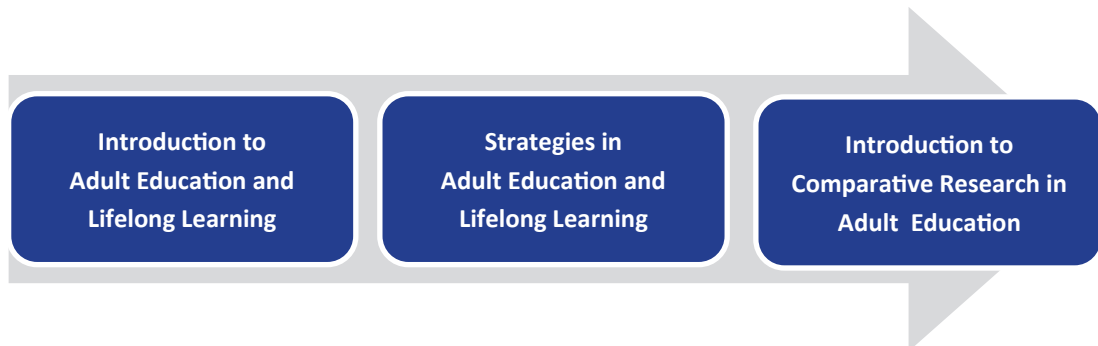 Introduction to
Adult Education and
Lifelong Learning
Strategies in
Adult Education and
Lifelong Learning
Introduction to
Comparative Research in
Adult Education